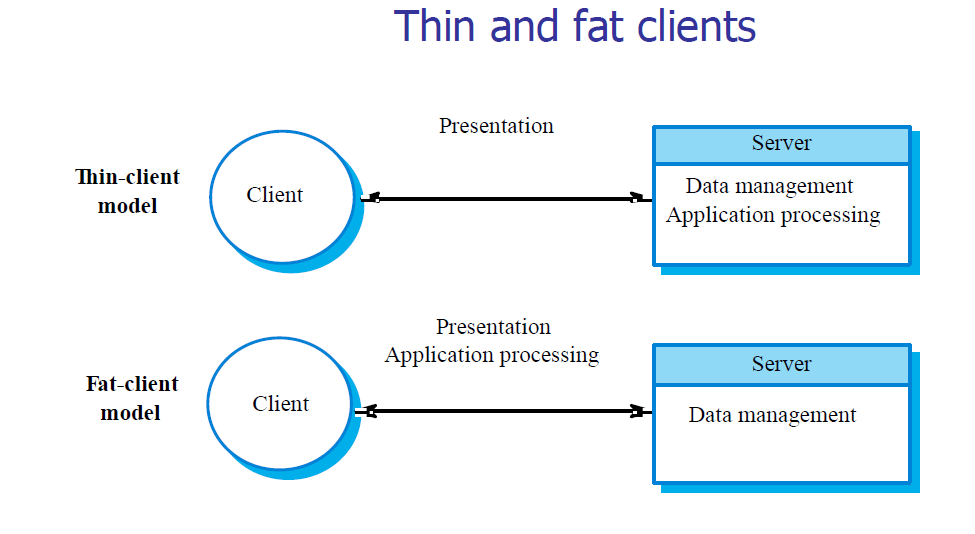 Thin and fat clients
Presentation
Thin-client
model
Client
Server
Data management
Application processing
Presentation
Application processing
Fat-client
model
Client
Server
Data management